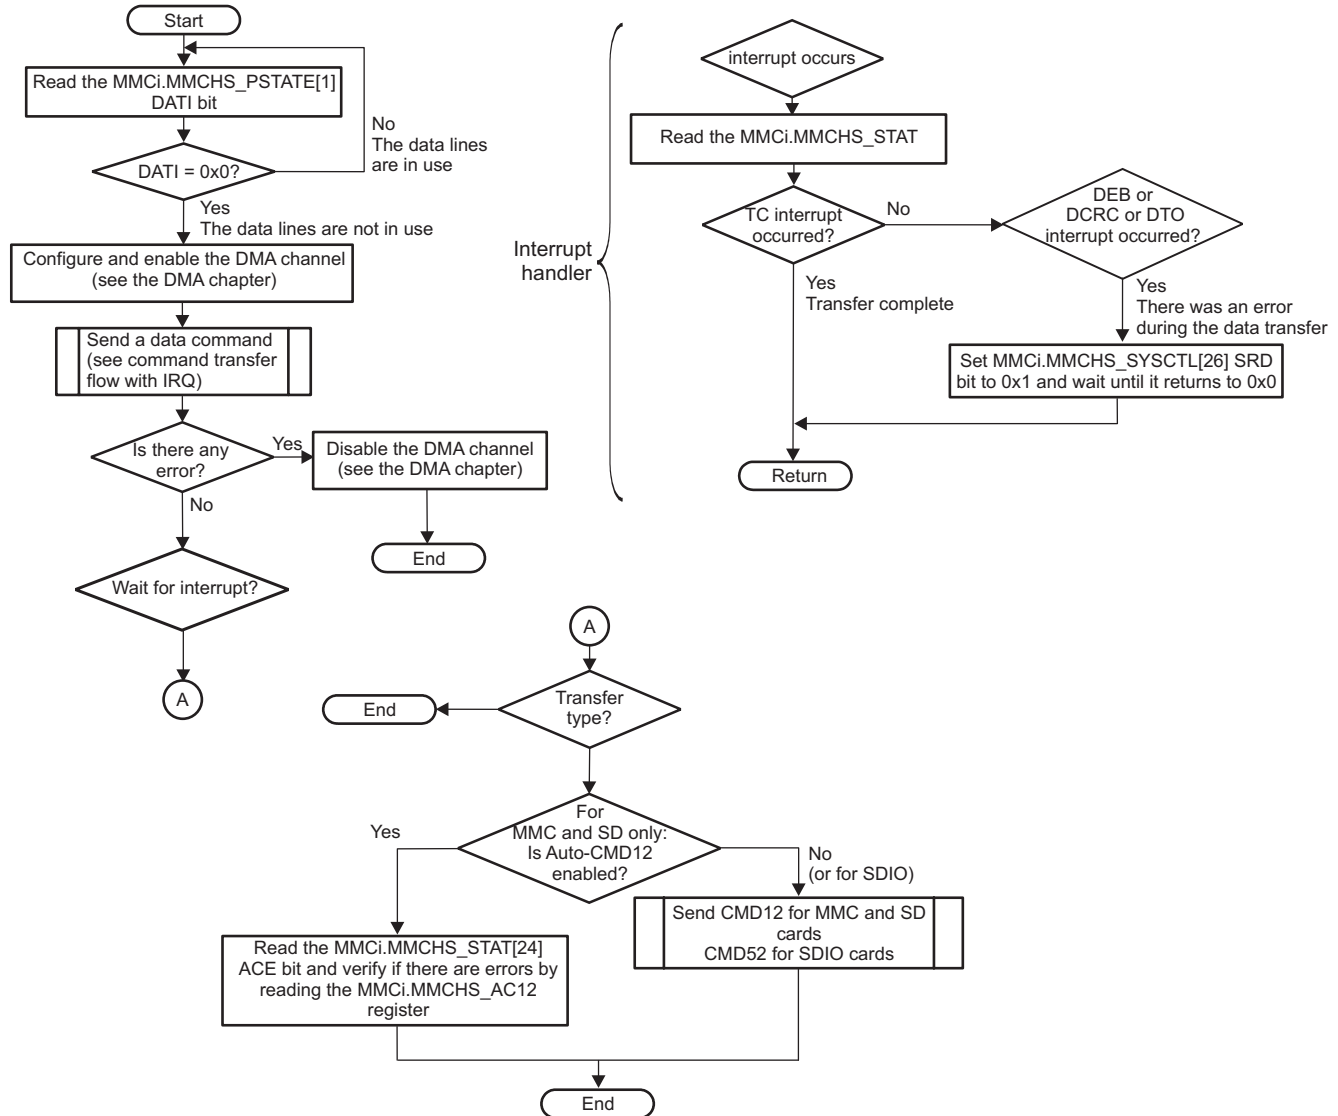 Start
Read the MMCi.MMCHS_PSTATE[1]
DATI bit
No
The data lines
are in use
DATI = 0x0?
Yes
The data lines are not in use
Configure and enable the DMA channel
(see the DMA chapter)
Send a data command
(see command transfer
flow with IRQ)
Is there any
error?
Yes
Disable the DMA channel
(see the DMA chapter)
No
End
Wait for interrupt?
A
Interrupt
handler
interrupt occurs
Read the MMCi.MMCHS_STAT
TC interrupt
occurred?
No
DEB or
DCRC or DTO
interrupt occurred?
Yes
Transfer complete
Yes
There was an error
during the data transfer
Set MMCi.MMCHS_SYSCTL[26] SRD
bit to 0x1 and wait until it returns to 0x0
Return
A
Transfer
type?
End
For
MMC and SD only:
Is Auto-CMD12
enabled?
Yes
No
(or for SDIO)
Send CMD12 for MMC and SD
cards
CMD52 for SDIO cards
Read the MMCi.MMCHS_STAT[24]
ACE bit and verify if there are errors by
reading the MMCi.MMCHS_AC12
register
End